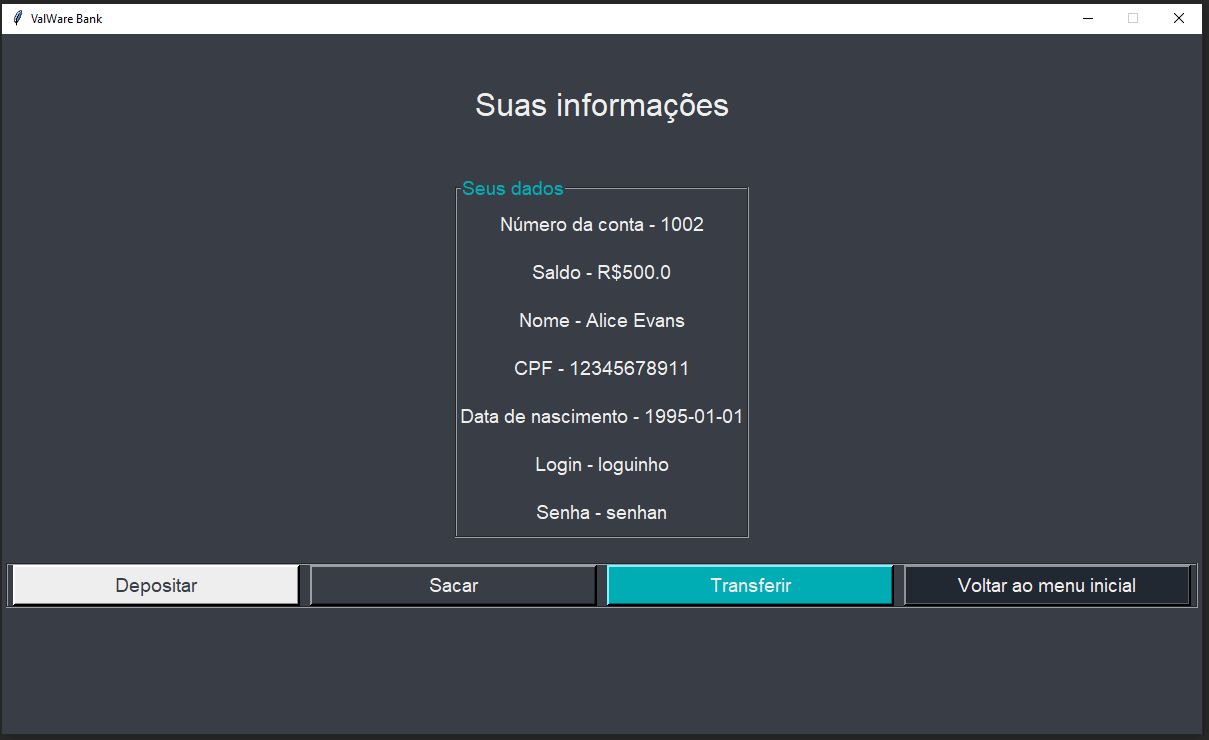 ValWare Bank
Suas informações
Seus dados
Número da conta - 1002
Saldo - R$500.0
Nome - Alice Evans
CPF - 12345678911
Data de nascimento - 1995-01-01
Login - loguinho
Senha - senhan
Depositar
Sacar
Transferir
Voltar ao menu inicial